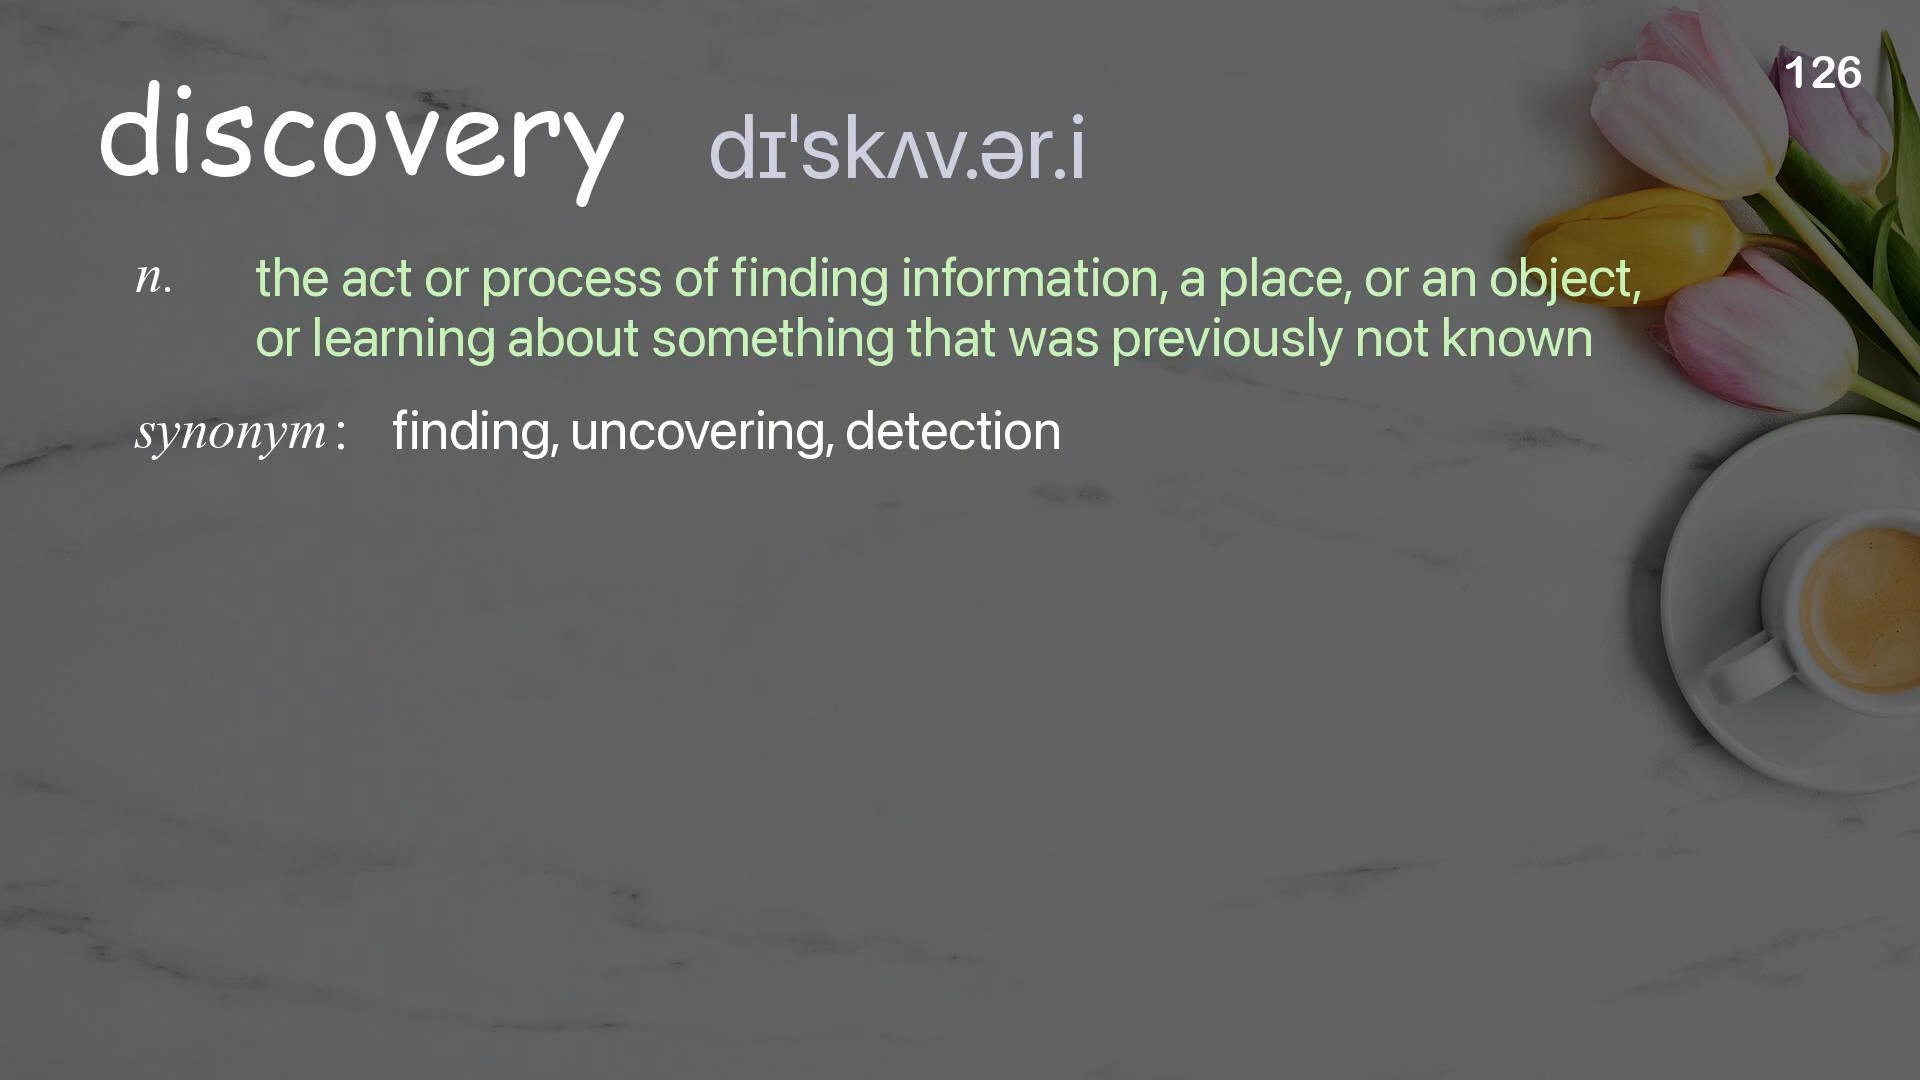 126
discovery dɪˈskʌv.ər.i
n. the act or process of finding information, a place, or an object,
or learning about something that was previously not known
synonym: finding, uncovering, detection